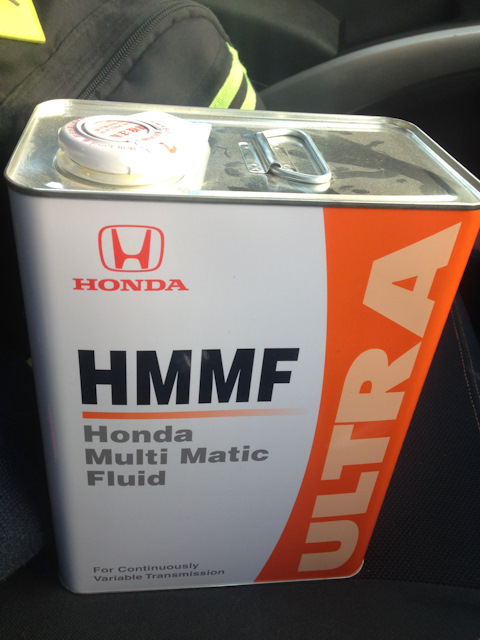 HONDA
HMMF
Honda
Multi Matic
Fluid
ULTRA
For Continuously
Variable Transmission